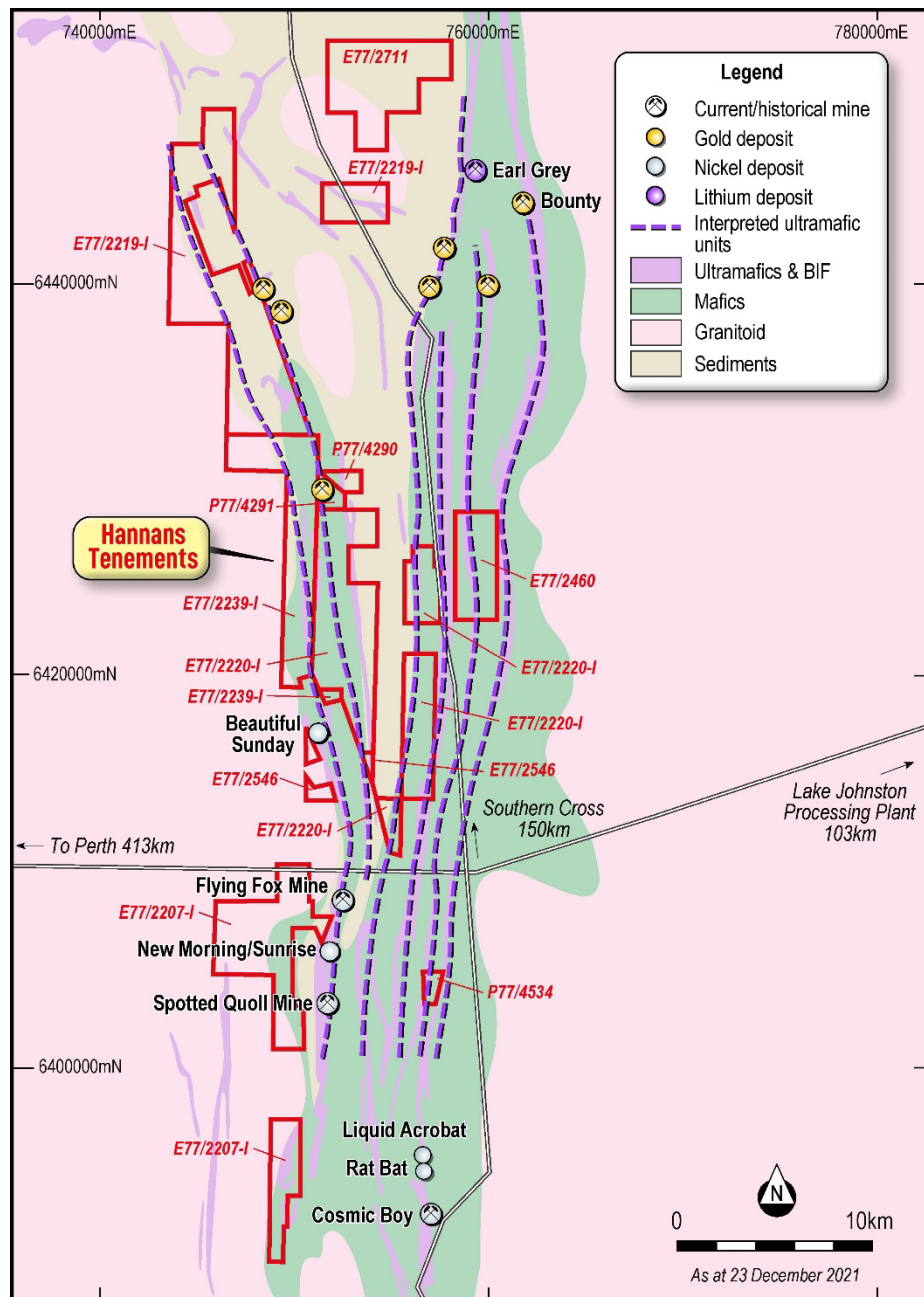 740000mE
760000mE
780000mE
E77/2711
Legend
Current/historical mine
Gold deposit
Nickel deposit
Lithium deposit
Interpreted ultramafic
units
Ultramafics & BIF
Mafics
Granitoid
Sediments
E77/2219-I
Earl Grey
Bounty
E77/2219-I
6440000mN
P77/4290
P77/4291
Hannans
Tenements
E77/2460
E77/2239-I
E77/2220-I
E77/2220-I
6420000mN
E77/2239-I
E77/2220-I
Beautiful
Sunday
E77/2546
E77/2546
Lake Johnston
Processing Plant
103km
Southern Cross
150km
E77/2220-I
To Perth 413km
Flying Fox Mine
E77/2207-I
New Morning/Sunrise
P77/4534
Spotted Quoll Mine
6400000mN
Liquid Acrobat
E77/2207-I
Rat Bat
Cosmic Boy
N
0
10km
As at 23 December 2021